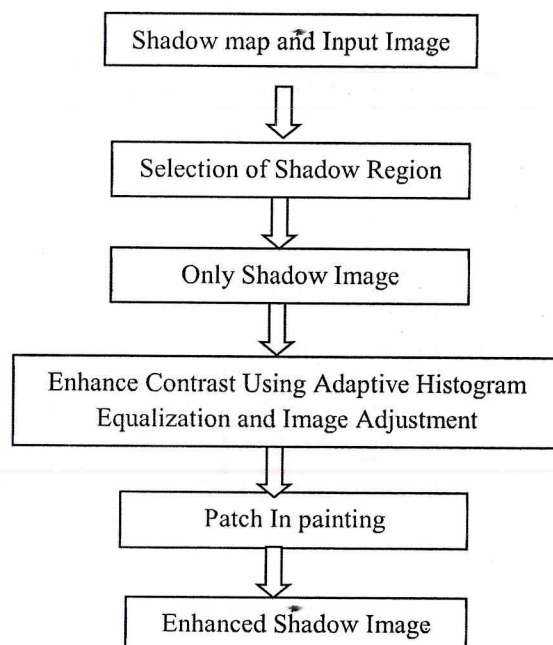 Shadow map and Input Image
Selection of Shadow Region
Only Shadow Image
Enhance Contrast Using Adaptive Histogram
Equalization and Image Adjustment
Patch In painting
Enhanced Shadow Image